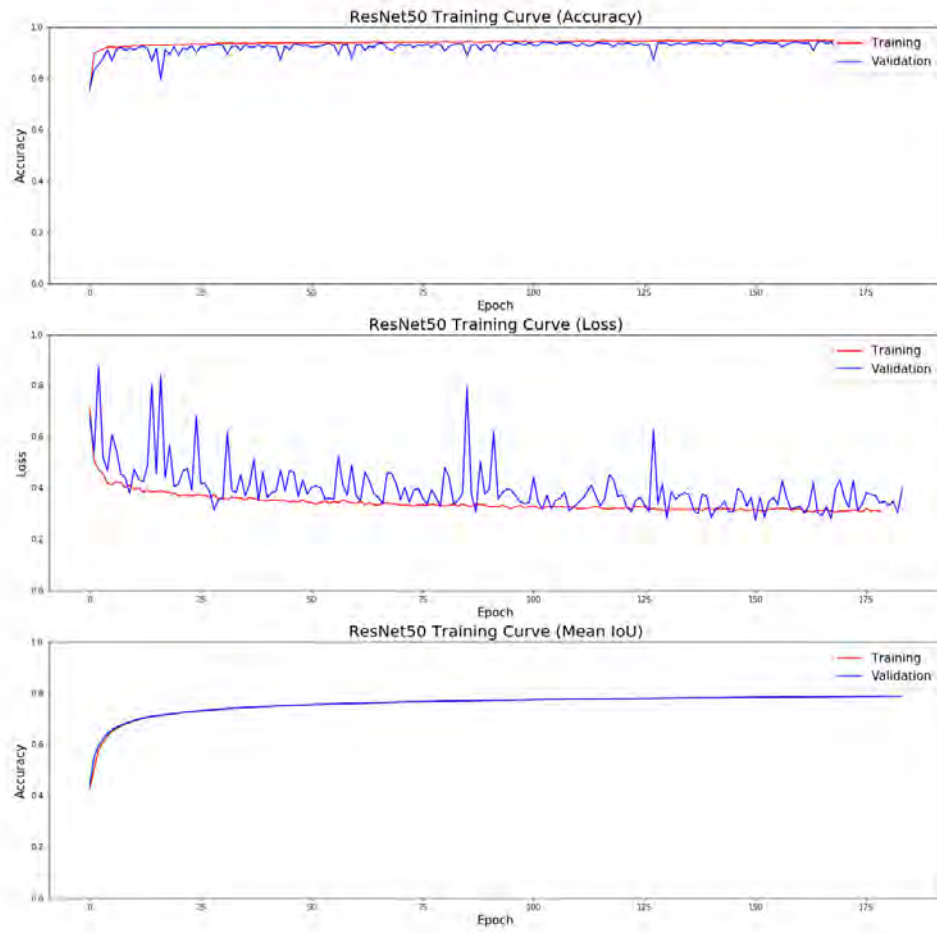 ResNet50 Training Curve (Accuracy)
1.0
0.8
0.6
0.4
0.2
0.0
Accuracy
Training
Validation
0
25
50
75
100
125
150
175
Epoch
ResNet50 Training Curve (Loss)
1.0
0.8
0.6
0.4
0.2
0.0
Loss
Training
Validation
0
25
50
75
100
125
150
175
Epoch
ResNet50 Training Curve (Mean IoU)
1.0
0.8
0.6
0.4
0.2
0.0
Accuracy
Training
Validation
0
25
50
75
100
125
150
175
Epoch